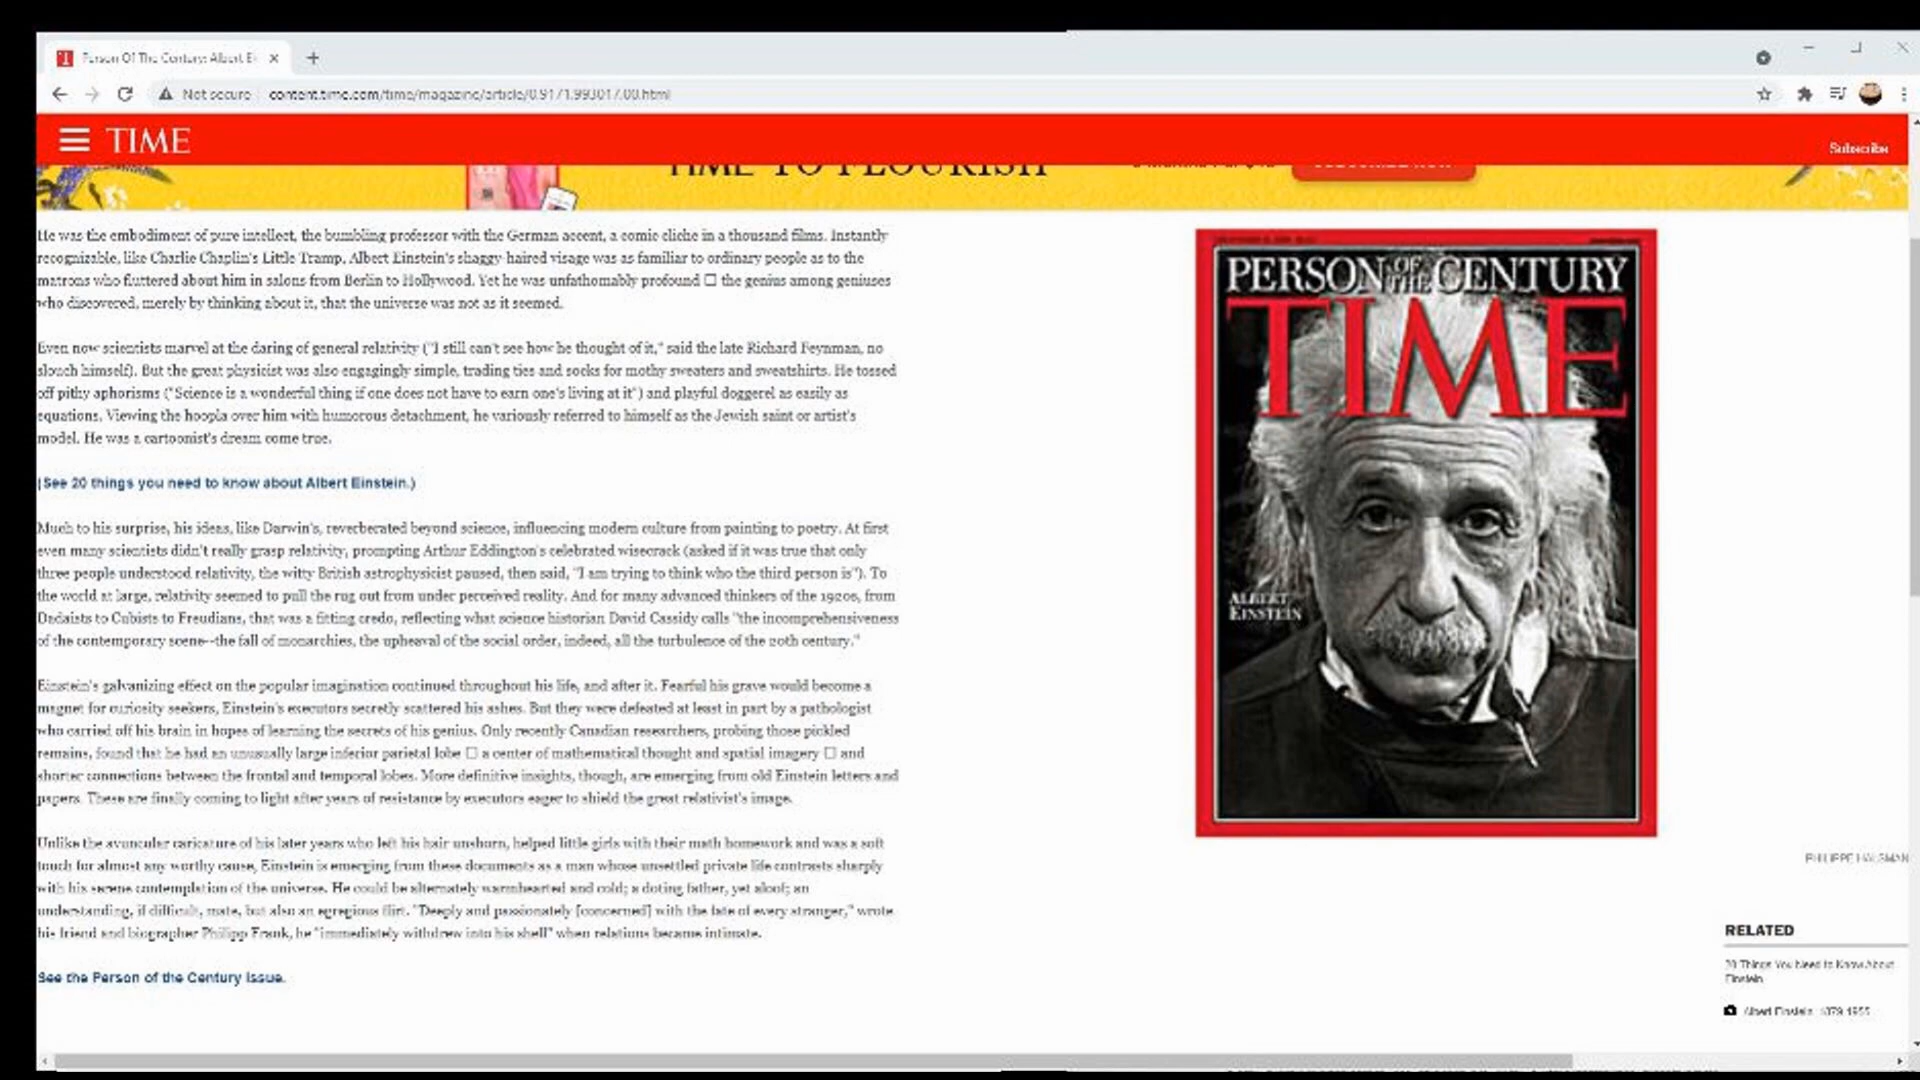 Person Of The Century: Albert Ei
Not secure
content.time.com/time/magazine/article/0,9171,993017,00.html
TIME
Subscribe
TIME TO FLOURISH
He was the embodiment of pure intellect, the bumbling professor with the German accent, a comic cliche in a thousand films. Instantly
recognizable, like Charlie Chaplin's Little Tramp, Albert Einstein's shaggy-haired visage was as familiar to ordinary people as to the
matrons who fluttered about him in salons from Berlin to Hollywood. Yet he was unfathomably profound □ the genius among geniuses
who discovered, merely by thinking about it, that the universe was not as it seemed.
Even now scientists marvel at the daring of general relativity ("I still can't see how he thought of it," said the late Richard Feynman, no
slouch himself). But the great physicist was also engagingly simple, trading ties and socks for mothy sweaters and sweatshirts. He tossed
off pithy aphorisms ("Science is a wonderful thing if one does not have to earn one's living at it") and playful doggerel as easily as
equations. Viewing the hoopla over him with humorous detachment, he variously referred to himself as the Jewish saint or artist's
model. He was a cartoonist's dream come true.
(See 20 things you need to know about Albert Einstein.)
Much to his surprise, his ideas, like Darwin's, reverberated beyond science, influencing modern culture from painting to poetry. At first
even many scientists didn't really grasp relativity, prompting Arthur Eddington's celebrated wisecrack (asked if it was true that only
three people understood relativity, the witty British astrophysicist paused, then said, "I am trying to think who the third person is"). To
the world at large, relativity seemed to pull the rug out from under perceived reality. And for many advanced thinkers of the 1920s, from
Dadaists to Cubists to Freudians, that was a fitting credo, reflecting what science historian David Cassidy calls "the incomprehensiveness
of the contemporary scene--the fall of monarchies, the upheaval of the social order, indeed, all the turbulence of the 20th century."
Einstein's galvanizing effect on the popular imagination continued throughout his life, and after it. Fearful his grave would become a
magnet for curiosity seekers, Einstein's executors secretly scattered his ashes. But they were defeated at least in part by a pathologist
who carried off his brain in hopes of learning the secrets of his genius. Only recently Canadian researchers, probing those pickled
remains, found that he had an unusually large inferior parietal lobe □ a center of mathematical thought and spatial imagery □ and
shorter connections between the frontal and temporal lobes. More definitive insights, though, are emerging from old Einstein letters and
papers. These are finally coming to light after years of resistance by executors eager to shield the great relativist's image.
Unlike the avuncular caricature of his later years who left his hair unshorn, helped little girls with their math homework and was a soft
touch for almost any worthy cause, Einstein is emerging from these documents as a man whose unsettled private life contrasts sharply
with his serene contemplation of the universe. He could be alternately warmhearted and cold; a doting father, yet aloof; an
understanding, if difficult, mate, but also an egregious flirt. "Deeply and passionately [concerned] with the fate of every stranger," wrote
his friend and biographer Philipp Frank, he "immediately withdrew into his shell" when relations became intimate.
See the Person of the Century Issue.
PERSON OF THE CENTURY
TIME
ALBERT
EINSTEIN
PHILIPPE HALSMAN
RELATED
20 Things You Need to Know About
Einstein
Albert Einstein: 1879-1955